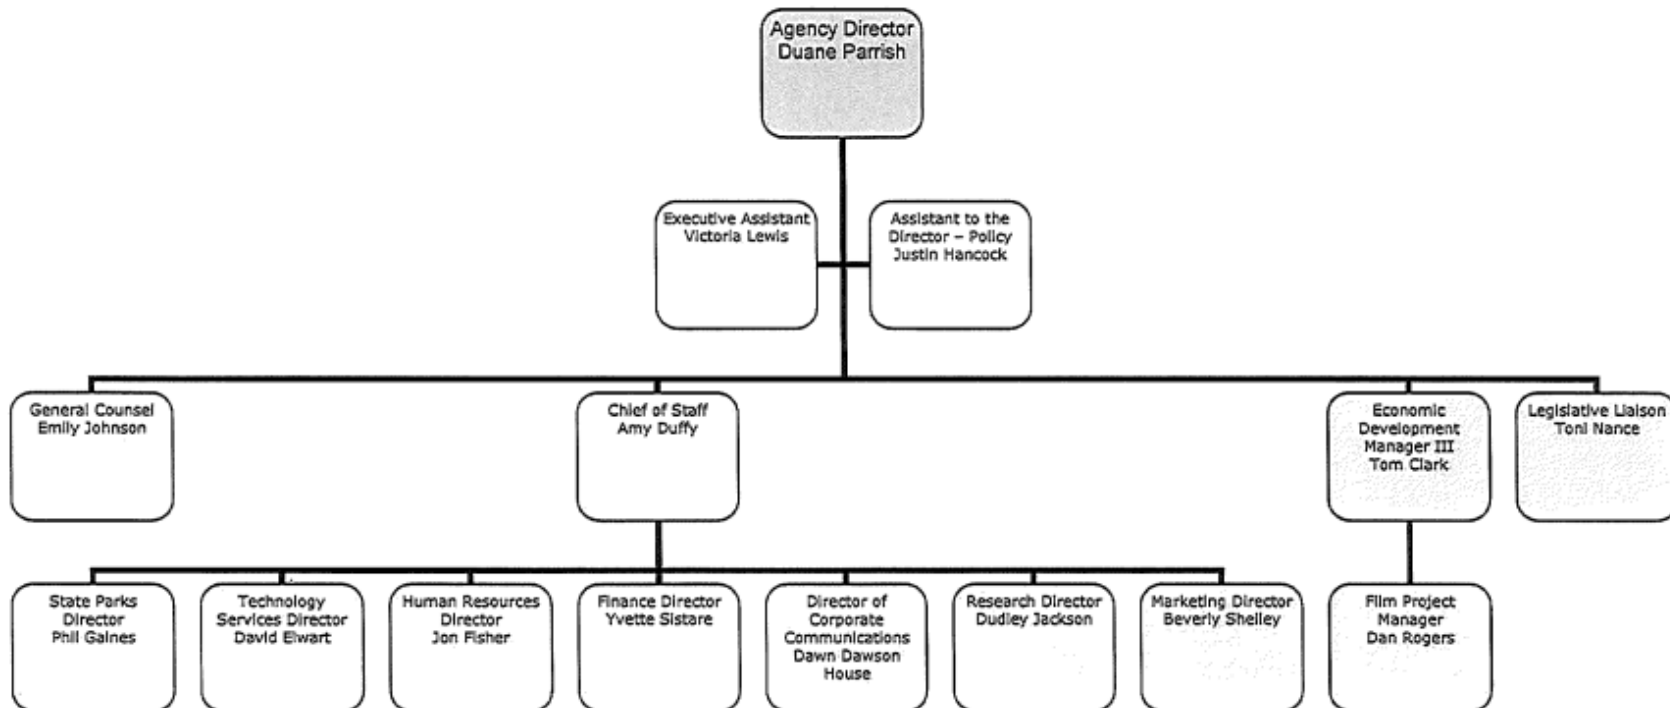 Agency Director
Duane Parrish
Executive Assistant
Victoria Lewis
Assistant to the
Director – Policy
Justin Hancock
General Counsel
Emily Johnson
Chief of Staff
Amy Duffy
Economic
Development
Manager III
Tom Clark
Legislative Liaison
Toni Nance
State Parks
Director
Phil Gaines
Technology
Services Director
David Elwart
Human Resources
Director
Jon Fisher
Finance Director
Yvette Sistare
Director of
Corporate
Communications
Dawn Dawson
House
Research Director
Dudley Jackson
Marketing Director
Beverly Shelley
Film Project
Manager
Dan Rogers